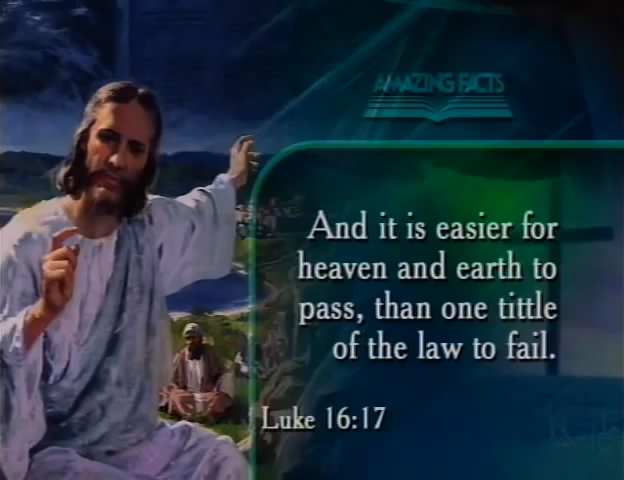 AMAZING FACTS
And it is easier for
heaven and earth to
pass, than one tittle
of the law to fail.
Luke 16:17